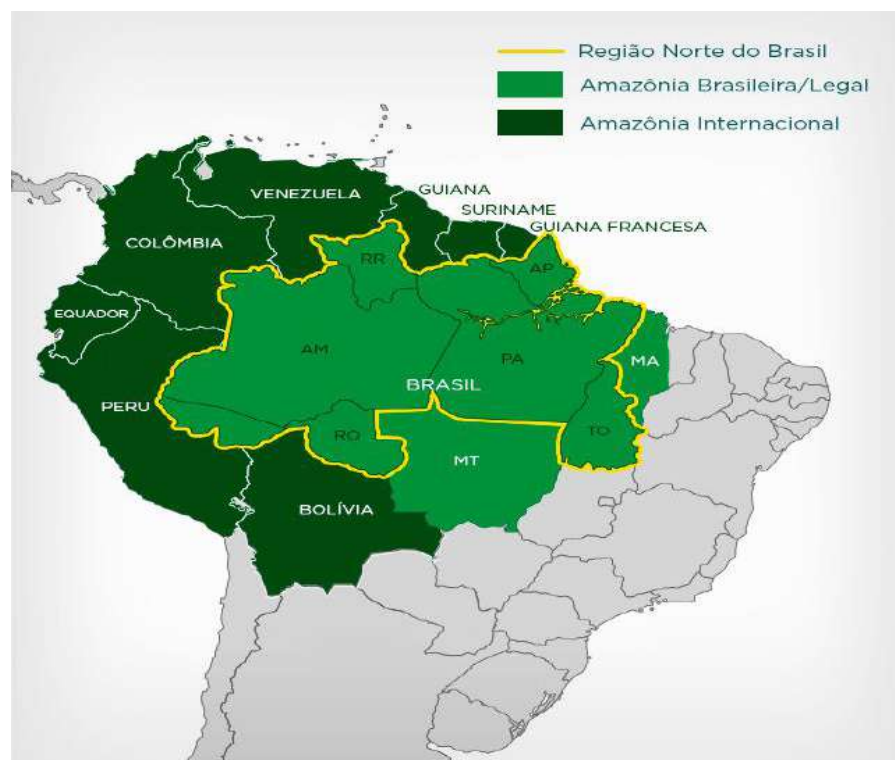 Região Norte do Brasil
Amazônia Brasileira/Legal
Amazônia Internacional
VENEZUELA
GUIANA
SURINAME
GUIANA FRANCESA
COLÔMBIA
RR
AP
EQUADOR
AM
PA
MA
BRASIL
PERU
RO
TO
MT
BOLÍVIA